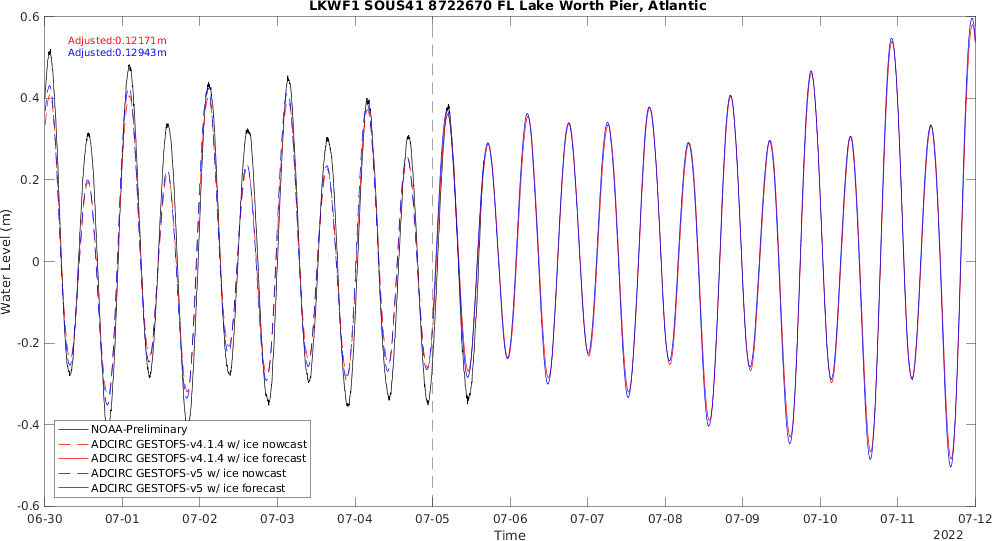 LKWF1 SOUS41 8722670 FL Lake Worth Pier, Atlantic
Adjusted:0.12171m
Adjusted:0.12943m
0.6
0.4
0.2
0
-0.2
-0.4
-0.6
Water Level (m)
NOAA-Preliminary
ADCIRC GESTOFS-v4.1.4 w/ ice nowcast
ADCIRC GESTOFS-v4.1.4 w/ ice forecast
ADCIRC GESTOFS-v5 w/ ice nowcast
ADCIRC GESTOFS-v5 w/ ice forecast
06-30 07-01 07-02 07-03 07-04 07-05 07-06 07-07 07-08 07-09 07-10 07-11 07-12
Time
2022